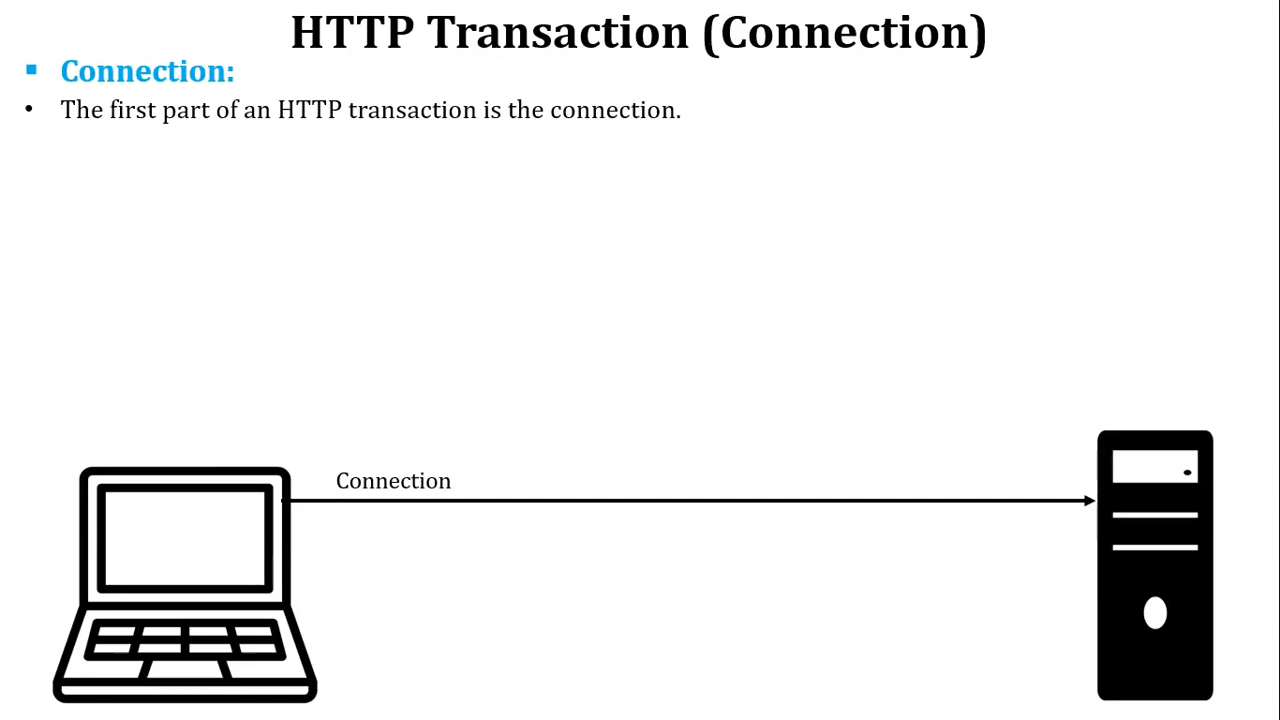 HTTP Transaction (Connection)
▪ Connection:
• The first part of an HTTP transaction is the connection.
Connection